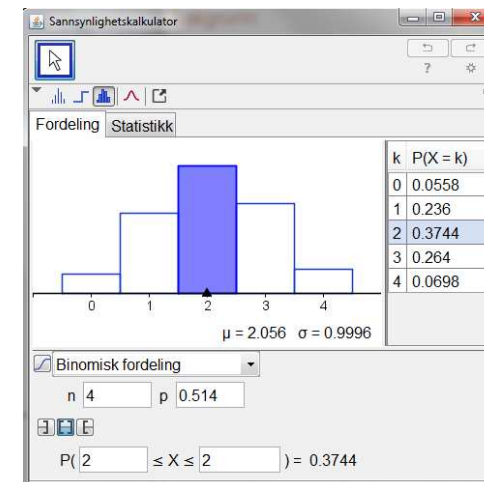 Sannsynlighetskalkulator
?
Fordeling Statistikk
k P(X = k)
0 0.0558
1 0.236
2 0.3744
3 0.264
4 0.0698
0 1 2 3 4
μ = 2.056 σ = 0.9996
Binomisk fordeling
n 4 p 0.514
P( 2 ≤ X ≤ 2 ) = 0.3744